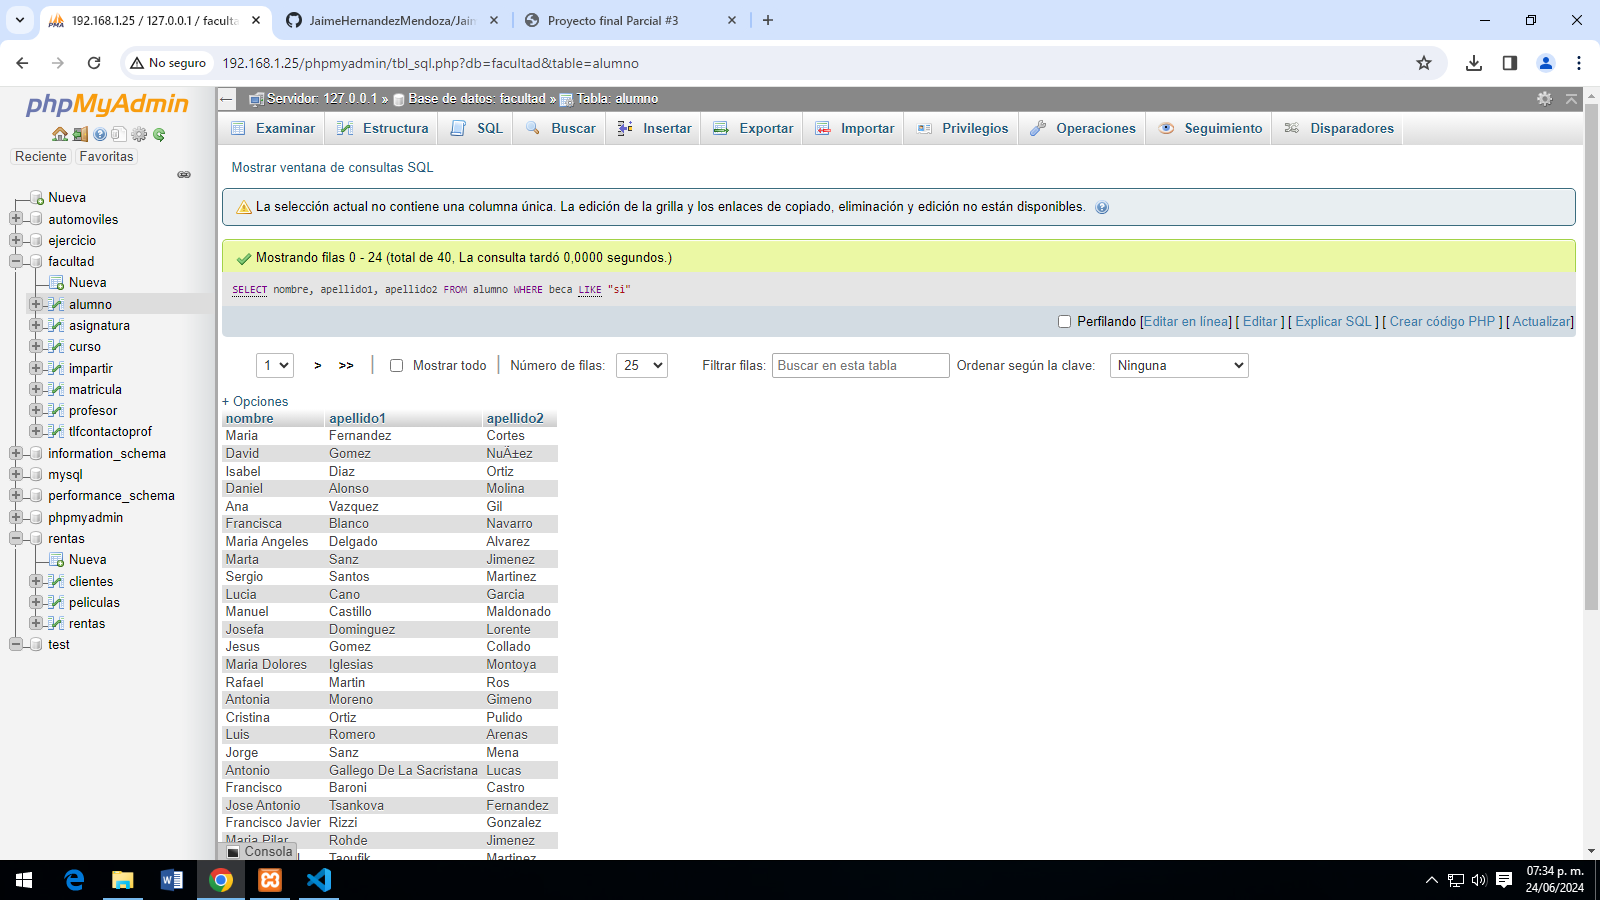 192.168.1.25 / 127.0.0.1 / faculta
JaimeHernandezMendoza/Jain
Proyecto final Parcial #3
No seguro
192.168.1.25/phpmyadmin/tbl_sql.php?db=facultad&table=alumno
phpMyAdmin
Reciente
Favoritas
Nueva
automoviles
ejercicio
facultad
Nueva
alumno
asignatura
curso
impartir
matricula
profesor
tlfcontactoprof
information_schema
mysql
performance_schema
phpmyadmin
rentas
Nueva
clientes
peliculas
rentas
test
Servidor: 127.0.0.1 » Base de datos: facultad » Tabla: alumno
Examinar Estructura SQL Buscar Insertar Exportar Importar Privilegios Operaciones Seguimiento Disparadores
Mostrar ventana de consultas SQL
La selección actual no contiene una columna única. La edición de la grilla y los enlaces de copiado, eliminación y edición no están disponibles.
Mostrando filas 0 - 24 (total de 40, La consulta tardó 0,0000 segundos.)
SELECT nombre, apellido1, apellido2 FROM alumno WHERE beca LIKE "si"
Perfilando [Editar en línea] [ Editar ] [ Explicar SQL ] [ Crear código PHP ] [ Actualizar]
1 > >> Mostrar todo Número de filas: 25 Filtrar filas: Buscar en esta tabla Ordenar según la clave: Ninguna
+ Opciones
nombre apellido1 apellido2
Maria Fernandez Cortes
David Gomez NuÄ±ez
Isabel Diaz Ortiz
Daniel Alonso Molina
Ana Vazquez Gil
Francisca Blanco Navarro
Maria Angeles Delgado Alvarez
Marta Sanz Jimenez
Sergio Santos Martinez
Lucia Cano Garcia
Manuel Castillo Maldonado
Josefa Dominguez Lorente
Jesus Gomez Collado
Maria Dolores Iglesias Montoya
Rafael Martin Ros
Antonia Moreno Gimeno
Cristina Ortiz Pulido
Luis Romero Arenas
Jorge Sanz Mena
Antonio Gallego De La Sacristana Lucas
Francisco Baroni Castro
Jose Antonio Tsankova Fernandez
Francisco Javier Rizzi Gonzalez
Maria Pilar Rohde Jimenez
Taoufik Martinez
Consola
07:34 p. m.
24/06/2024